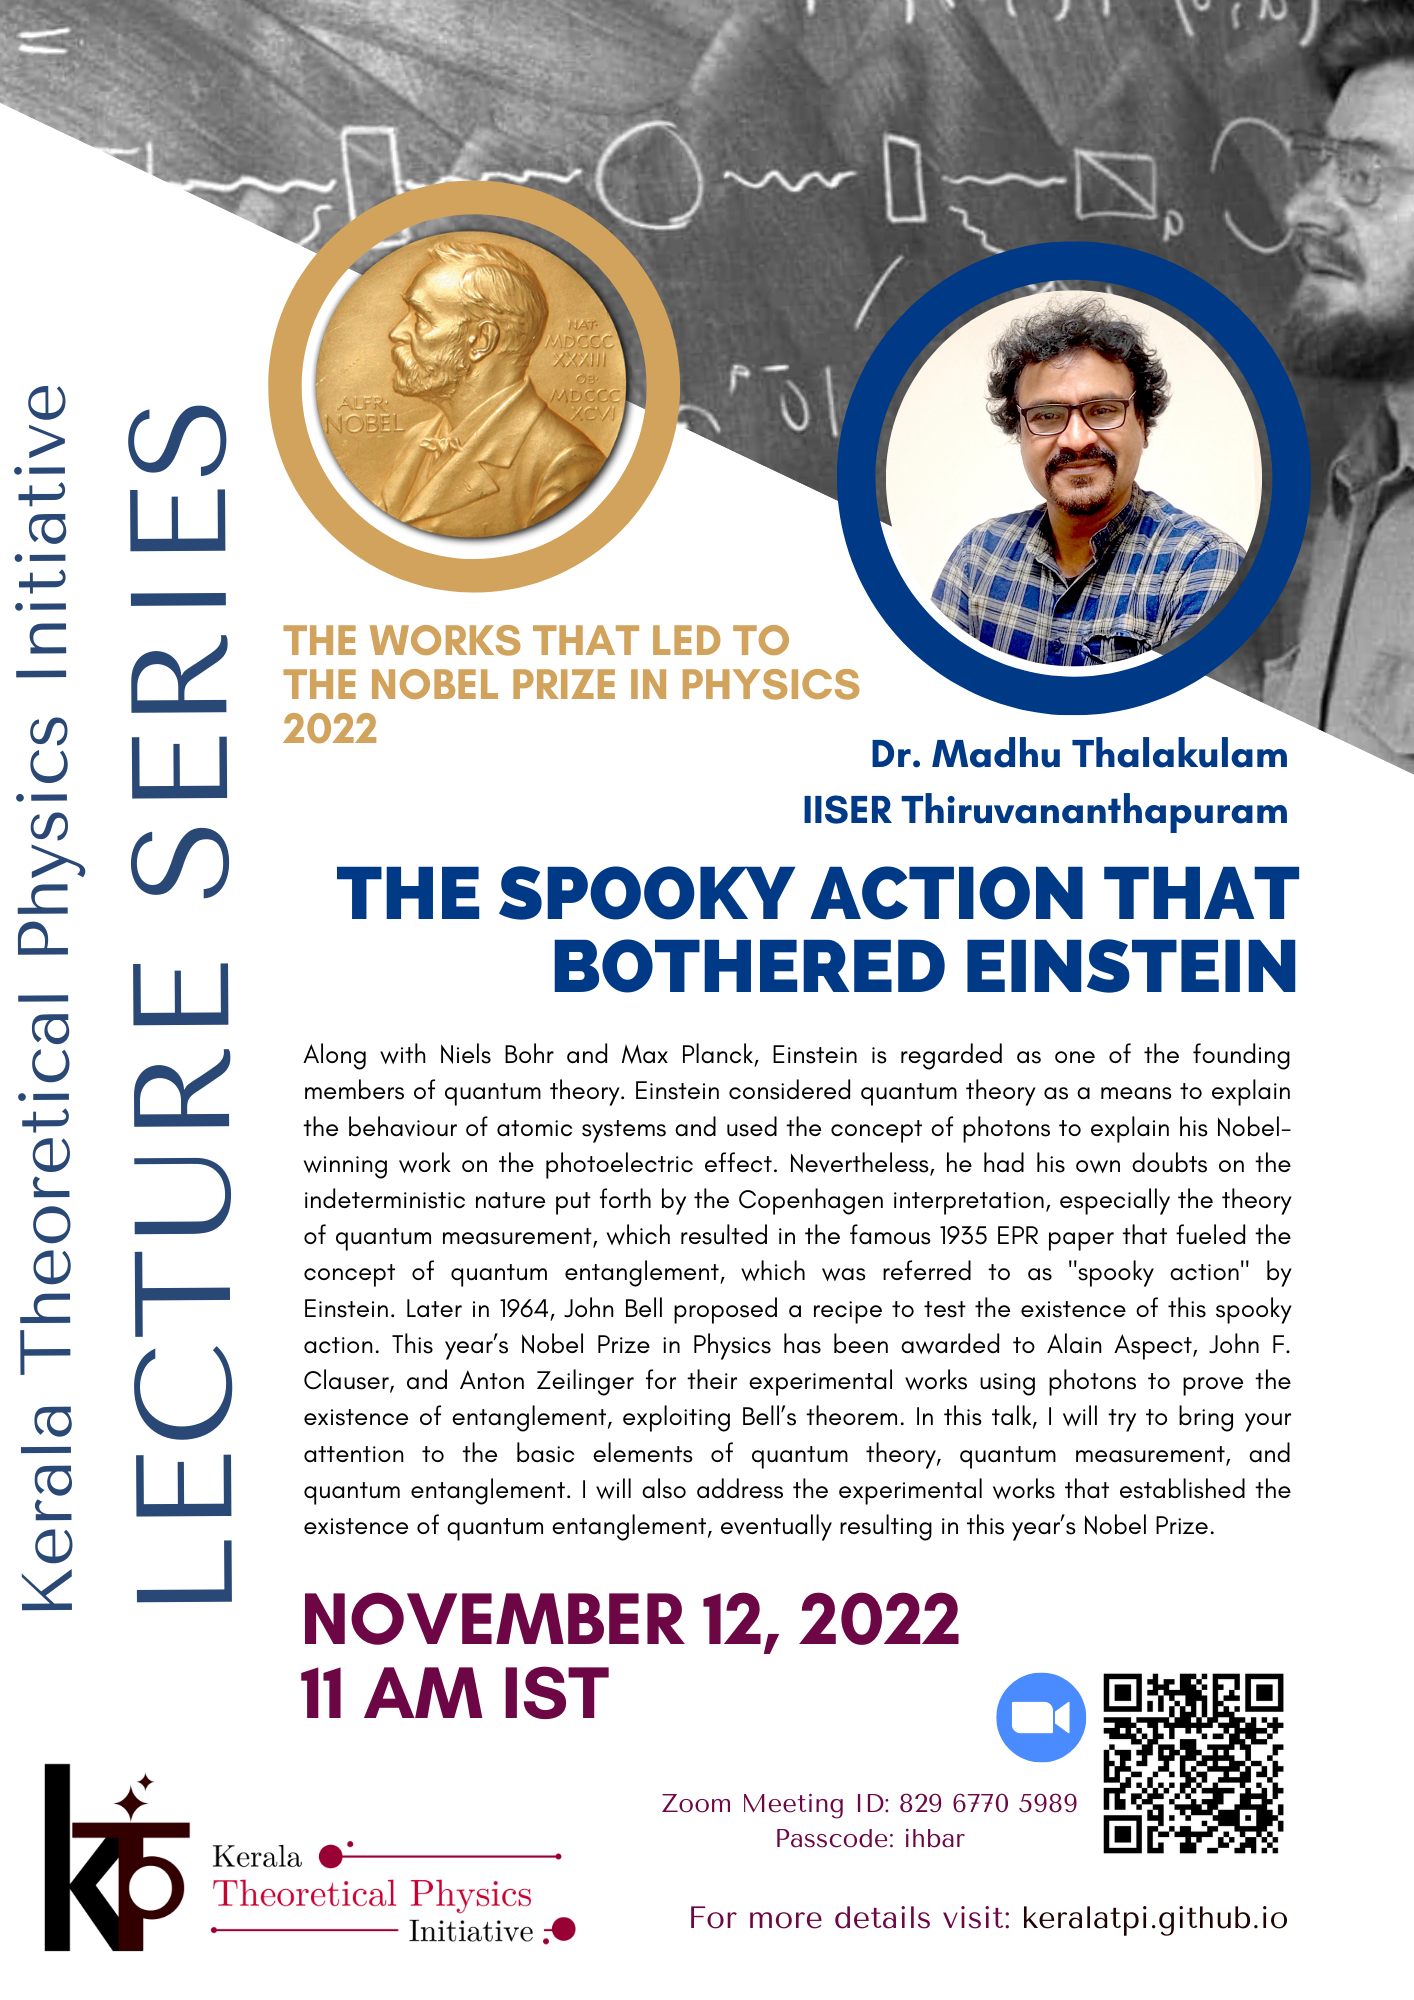 Kerala Theoretical Physics Initiative
LECTURE SERIES
ALFR·
NOBEL
NAT·
MDCCC
XXXIII
OB·
MDCCC
XCVI
THE WORKS THAT LED TO
THE NOBEL PRIZE IN PHYSICS
2022
Dr. Madhu Thalakulam
IISER Thiruvananthapuram
THE SPOOKY ACTION THAT
BOTHERED EINSTEIN
Along with Niels Bohr and Max Planck, Einstein is regarded as one of the founding
members of quantum theory. Einstein considered quantum theory as a means to explain
the behaviour of atomic systems and used the concept of photons to explain his Nobel-
winning work on the photoelectric effect. Nevertheless, he had his own doubts on the
indeterministic nature put forth by the Copenhagen interpretation, especially the theory
of quantum measurement, which resulted in the famous 1935 EPR paper that fueled the
concept of quantum entanglement, which was referred to as "spooky action" by
Einstein. Later in 1964, John Bell proposed a recipe to test the existence of this spooky
action. This year’s Nobel Prize in Physics has been awarded to Alain Aspect, John F.
Clauser, and Anton Zeilinger for their experimental works using photons to prove the
existence of entanglement, exploiting Bell’s theorem. In this talk, I will try to bring your
attention to the basic elements of quantum theory, quantum measurement, and
quantum entanglement. I will also address the experimental works that established the
existence of quantum entanglement, eventually resulting in this year’s Nobel Prize.
NOVEMBER 12, 2022
11 AM IST
Zoom Meeting ID: 829 6770 5989
Passcode: ihbar
ktp
Kerala
Theoretical Physics
Initiative
For more details visit: keralatpi.github.io